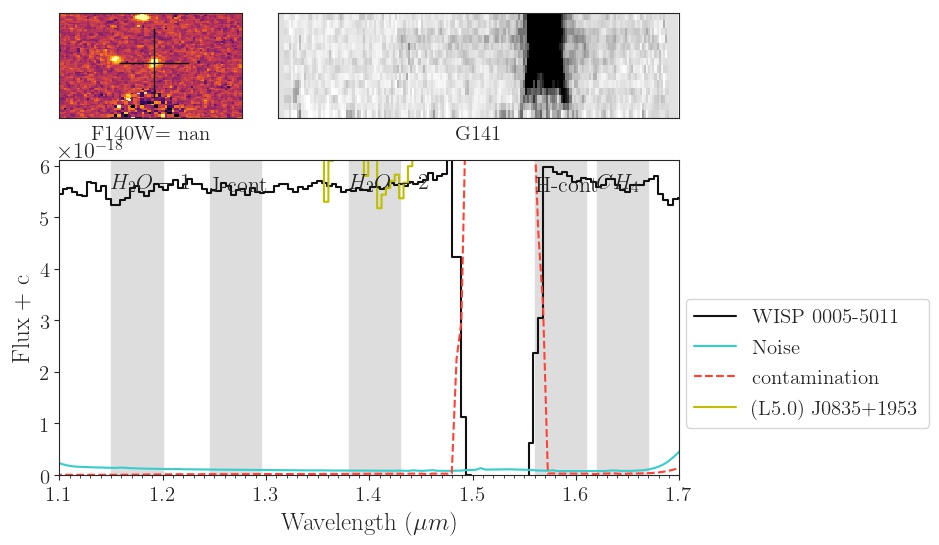 F140W= nan
G141
×10⁻¹⁸
H₂O - 1
J-cont
H₂O - 2
H-cont
CH₄
6
5
4
3
2
1
0
Flux + c
1.1 1.2 1.3 1.4 1.5 1.6 1.7
Wavelength (μm)
WISP 0005-5011
Noise
contamination
(L5.0) J0835+1953